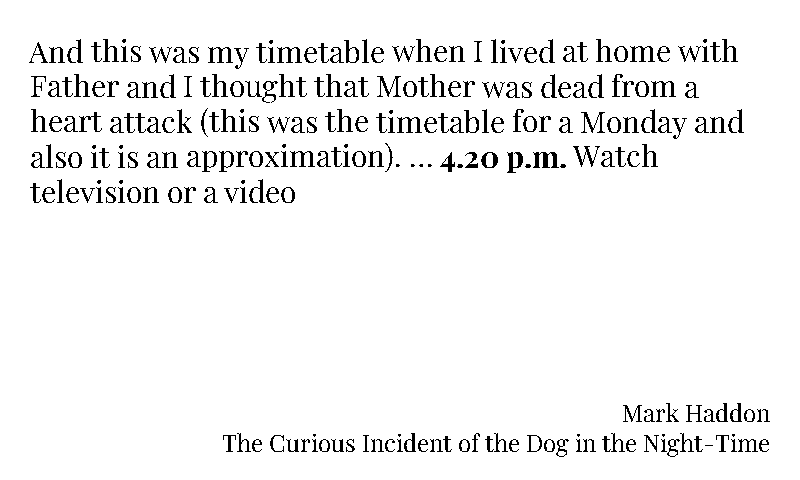 And this was my timetable when I lived at home with
Father and I thought that Mother was dead from a
heart attack (this was the timetable for a Monday and
also it is an approximation). ... 4.20 p.m. Watch
television or a video
Mark Haddon
The Curious Incident of the Dog in the Night-Time